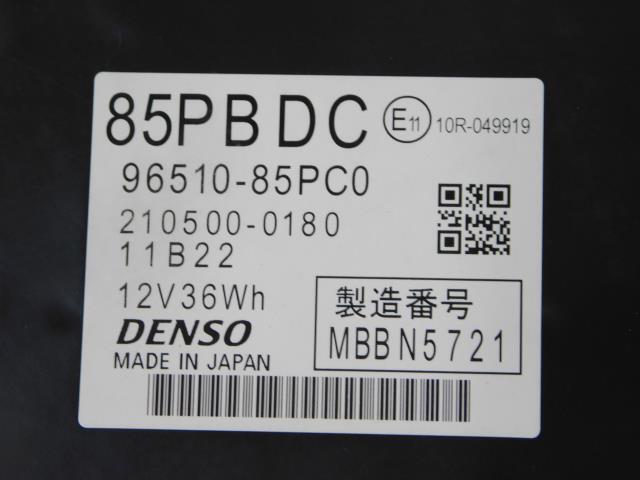 85PBDC E11 10R-049919
96510-85PC0
210500-0180
11B22
12V36Wh
DENSO
MADE IN JAPAN
製造番号
MBBN5721